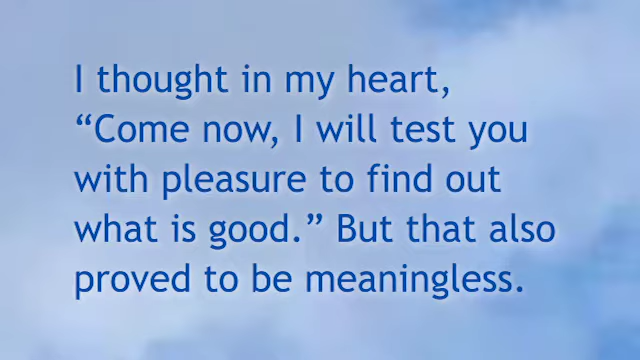 I thought in my heart,
“Come now, I will test you
with pleasure to find out
what is good.” But that also
proved to be meaningless.